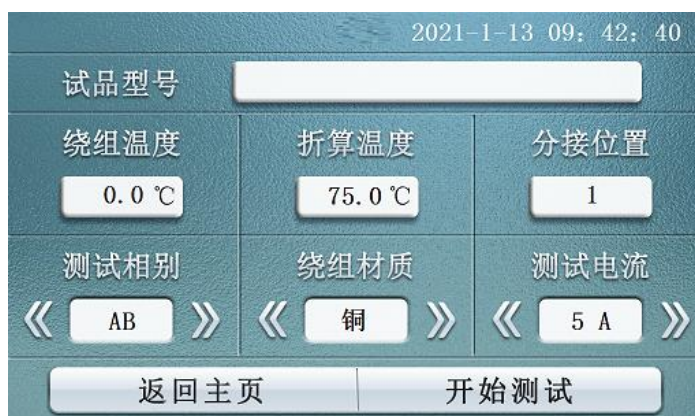 2021-1-13 09: 42: 40
试品型号
绕组温度 折算温度 分接位置
0.0 ℃ 75.0 ℃ 1
测试相别 绕组材质 测试电流
《 AB 》 《 铜 》 《 5 A 》
返回主页 开始测试